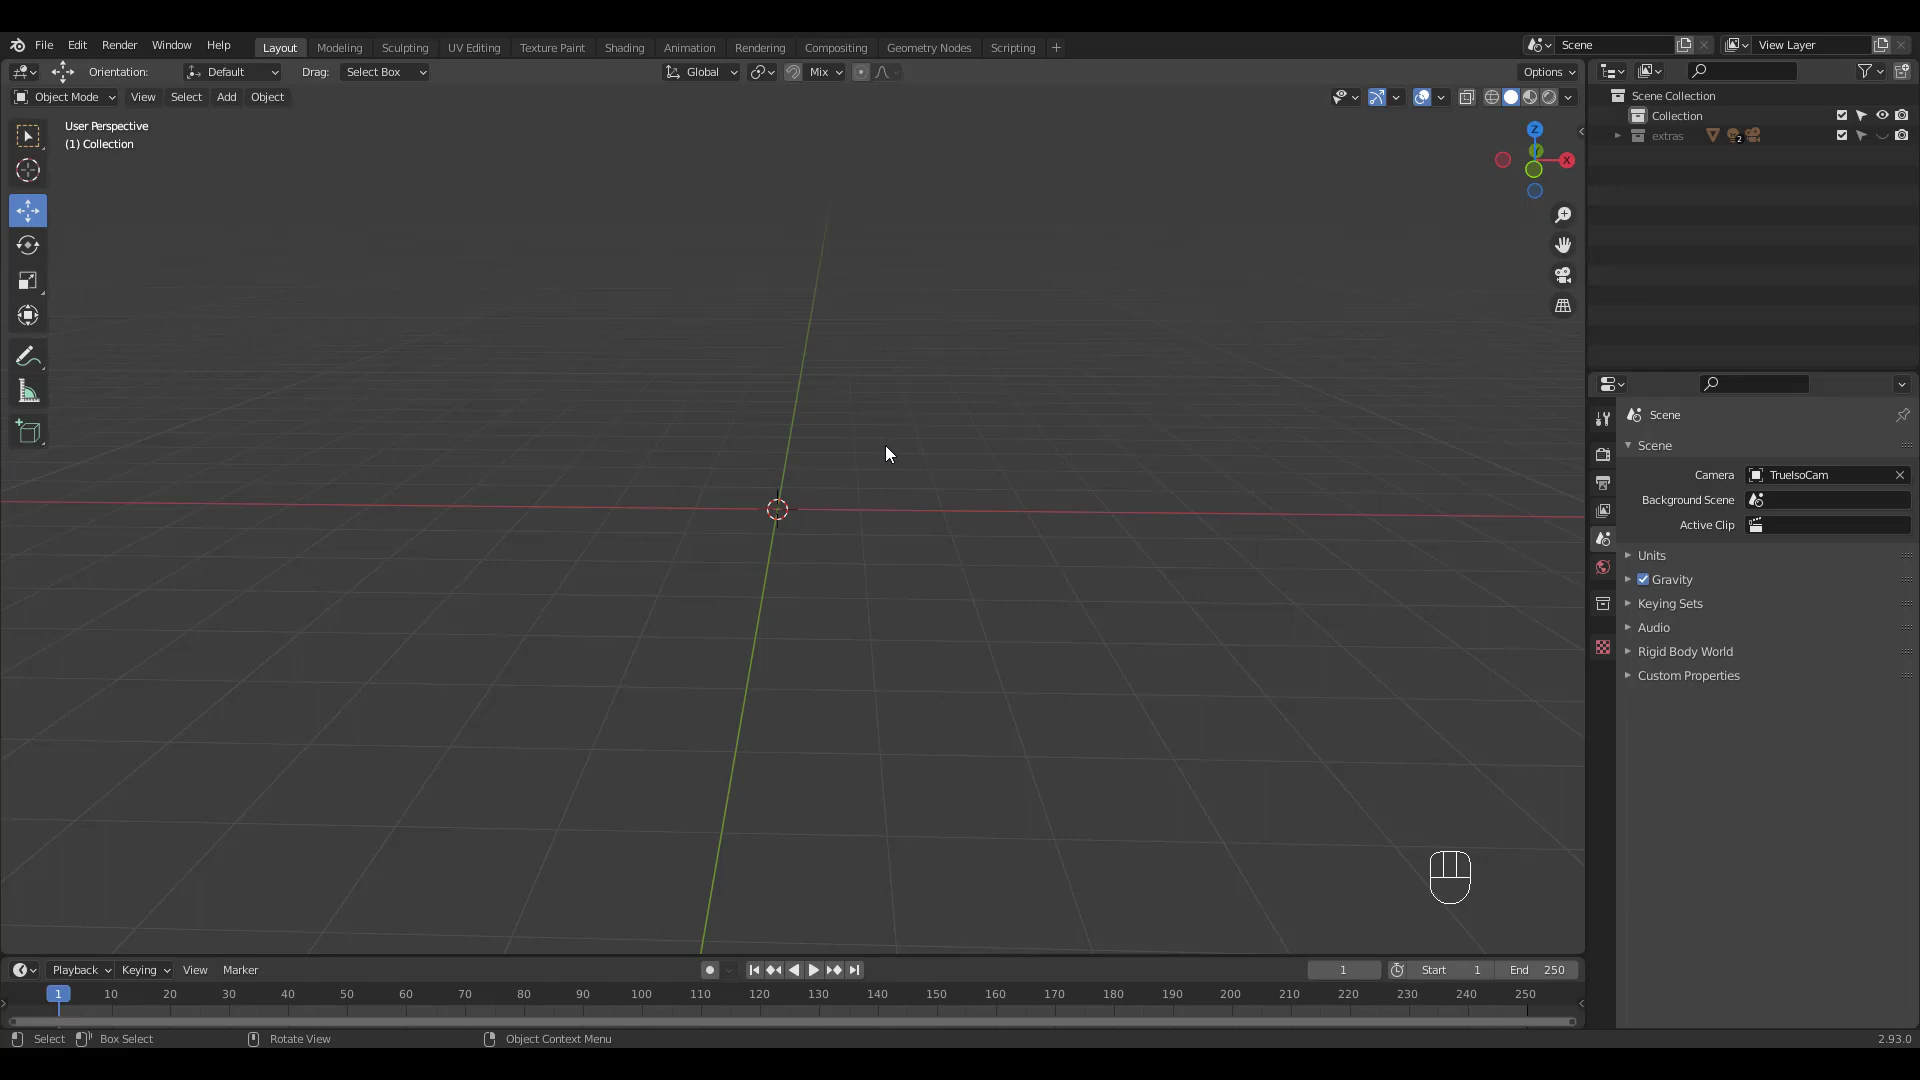 File Edit Render Window Help Layout Modeling Sculpting UV Editing Texture Paint Shading Animation Rendering Compositing Geometry Nodes Scripting + Scene View Layer
Orientation: Default Drag: Select Box Global Mix Options
Object Mode View Select Add Object
User Perspective
(1) Collection
Z
Y
X
Scene Collection
Collection
extras 2
Scene
Scene
Camera TrueIsoCam
Background Scene
Active Clip
Units
Gravity
Keying Sets
Audio
Rigid Body World
Custom Properties
Playback Keying View Marker 1 Start 1 End 250
1 10 20 30 40 50 60 70 80 90 100 110 120 130 140 150 160 170 180 190 200 210 220 230 240 250
Select Box Select Rotate View Object Context Menu 2.93.0